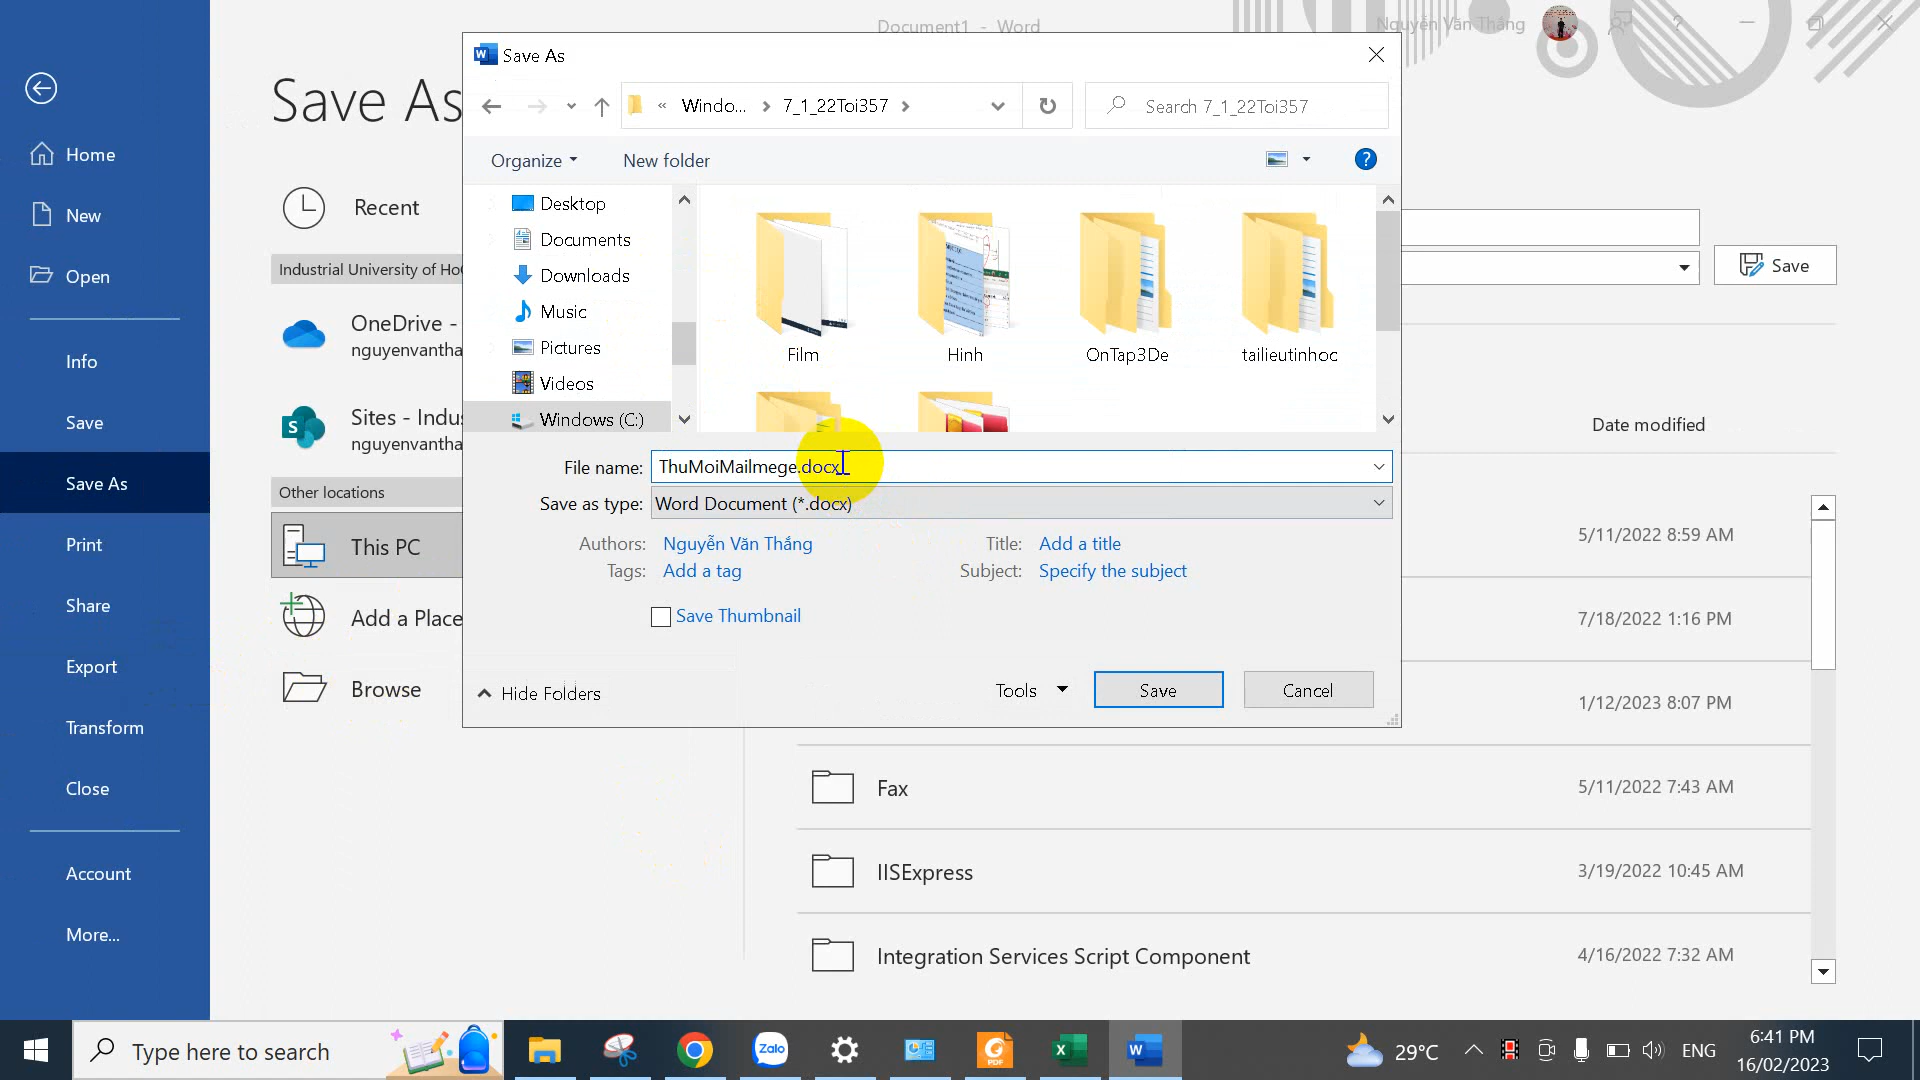 Document1 - Word
Nguyễn Văn Thắng
?
Save As
Home
New
Open
Info
Save
Save As
Print
Share
Export
Transform
Close
Account
More...
Save As
Recent
Industrial University of Ho
OneDrive -
nguyenvantha
Sites - Indus
nguyenvantha
Other locations
This PC
Add a Place
Browse
« Windo... > 7_1_22Toi357 >
Search 7_1_22Toi357
Organize
New folder
?
Desktop
Documents
Downloads
Music
Pictures
Videos
Windows (C:)
Film
Hinh
OnTap3De
tailieutinhoc
File name: ThuMoiMailmege.docx
Save as type: Word Document (*.docx)
Authors: Nguyễn Văn Thắng
Title: Add a title
Tags: Add a tag
Subject: Specify the subject
Save Thumbnail
Hide Folders
Tools
Save
Cancel
Save
Date modified
5/11/2022 8:59 AM
7/18/2022 1:16 PM
1/12/2023 8:07 PM
Fax
5/11/2022 7:43 AM
IISExpress
3/19/2022 10:45 AM
Integration Services Script Component
4/16/2022 7:32 AM
Type here to search
Zalo
PDF
29°C
ENG
6:41 PM
16/02/2023